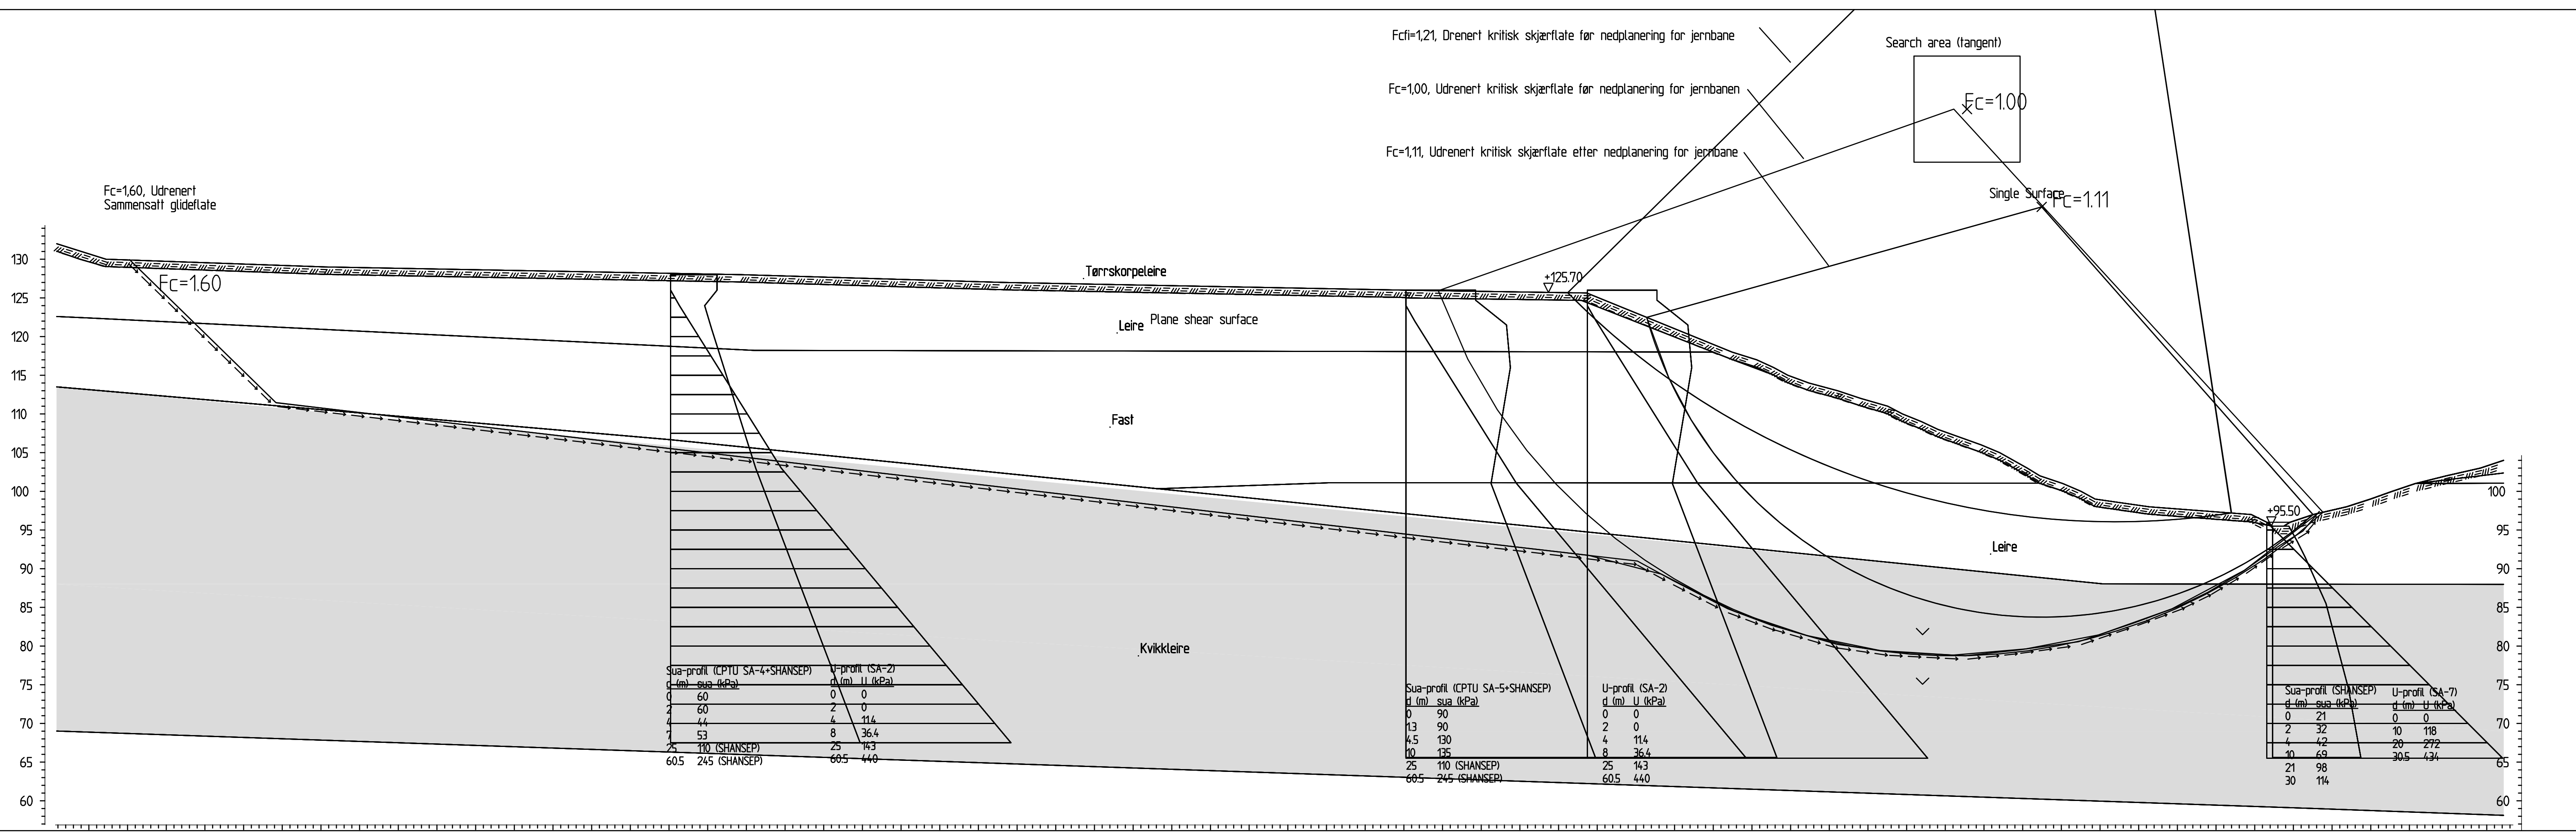 Fcfi=1,21, Drenert kritisk skjærflate før nedplanering for jernbane
Search area (tangent)
Fc=1,00, Udrenert kritisk skjærflate før nedplanering for jernbanen
Fc=1.00
Fc=1,11, Udrenert kritisk skjærflate etter nedplanering for jernbane
Fc=1,60, Udrenert
Sammensatt glideflate
Single Surface
Fc=1.11
Fc=1.60
Tørrskorpeleire
+125.70
Leire
Plane shear surface
Fast
Leire
+95.50
Kvikkleire
130
125
120
115
110
105
100
95
90
85
80
75
70
65
60
100
95
90
85
80
75
70
65
60
Sua-profil (CPTU SA-4+SHANSEP)
d (m) sua (kPa)
0 60
2 60
4 44
7 53
25 110 (SHANSEP)
60.5 245 (SHANSEP)
U-profil (SA-2)
d (m) U (kPa)
0 0
2 0
4 11.4
8 36.4
25 143
60.5 440
Sua-profil (CPTU SA-5+SHANSEP)
d (m) sua (kPa)
0 90
1.3 90
4.5 130
10 135
25 110 (SHANSEP)
60.5 245 (SHANSEP)
U-profil (SA-2)
d (m) U (kPa)
0 0
2 0
4 11.4
8 36.4
25 143
60.5 440
Sua-profil (SHANSEP)
d (m) sua (kPa)
0 21
2 32
4 42
10 69
21 98
30 114
U-profil (SA-7)
d (m) U (kPa)
0 0
10 118
20 272
30.5 434